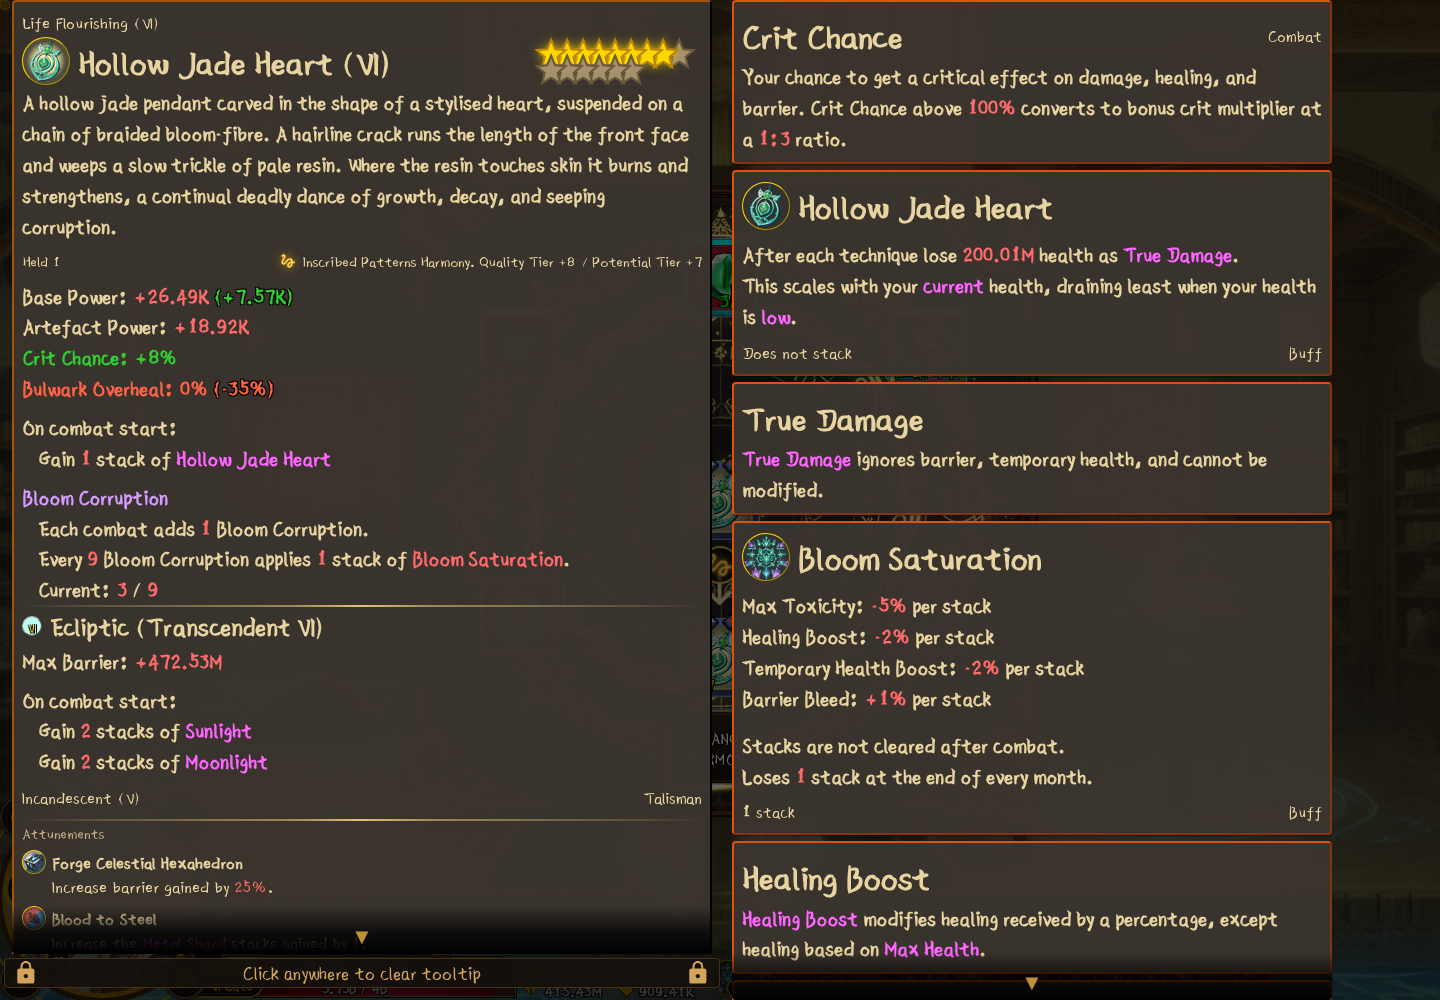 Life Flourishing (VI)
Hollow Jade Heart (VI)
A hollow jade pendant carved in the shape of a stylised heart, suspended on a
chain of braided bloom-fibre. A hairline crack runs the length of the front face
and weeps a slow trickle of pale resin. Where the resin touches skin it burns and
strengthens, a continual deadly dance of growth, decay, and seeping
corruption.
Held 1
Inscribed Patterns Harmony. Quality Tier +8 / Potential Tier +7
Base Power: +26.49K (+7.57K)
Artefact Power: +18.92K
Crit Chance: +8%
Bulwark Overheal: 0% (-35%)
On combat start:
Gain 1 stack of Hollow Jade Heart
Bloom Corruption
Each combat adds 1 Bloom Corruption.
Every 9 Bloom Corruption applies 1 stack of Bloom Saturation.
Current: 3 / 9
VI Ecliptic (Transcendent VI)
Max Barrier: +472.53M
On combat start:
Gain 2 stacks of Sunlight
Gain 2 stacks of Moonlight
Incandescent (V)
Talisman
Attunements
Forge Celestial Hexahedron
Increase barrier gained by 25%.
Blood to Steel
Increase the Metal Shard stacks gained by
Click anywhere to clear tooltip
415.43M
909.41K
Crit Chance
Combat
Your chance to get a critical effect on damage, healing, and
barrier. Crit Chance above 100% converts to bonus crit multiplier at
a 1:3 ratio.
Hollow Jade Heart
After each technique lose 200.01M health as True Damage.
This scales with your current health, draining least when your health
is low.
Does not stack
Buff
True Damage
True Damage ignores barrier, temporary health, and cannot be
modified.
Bloom Saturation
Max Toxicity: -5% per stack
Healing Boost: -2% per stack
Temporary Health Boost: -2% per stack
Barrier Bleed: +1% per stack
Stacks are not cleared after combat.
Loses 1 stack at the end of every month.
1 stack
Buff
Healing Boost
Healing Boost modifies healing received by a percentage, except
healing based on Max Health.